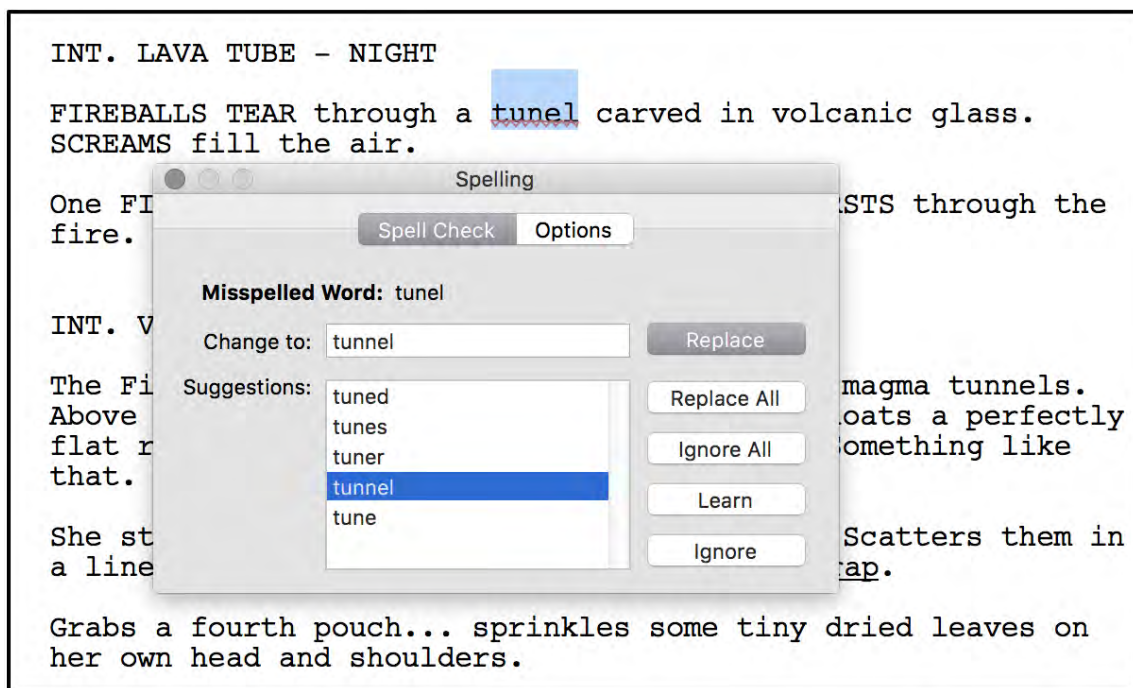 INT. LAVA TUBE – NIGHT
FIREBALLS TEAR through a tunel carved in volcanic glass.
SCREAMS fill the air.
One FI
STS through the
fire.
INT. V
The Fi
magma tunnels.
Above
oats a perfectly
flat r
omething like
that.
She st
Scatters them in
a line
ap.
Grabs a fourth pouch... sprinkles some tiny dried leaves on
her own head and shoulders.
Spelling
Spell Check Options
Misspelled Word: tunel
Change to: tunnel Replace
Suggestions:
tuned
tunes
tuner
tunnel
tune
Replace All
Ignore All
Learn
Ignore